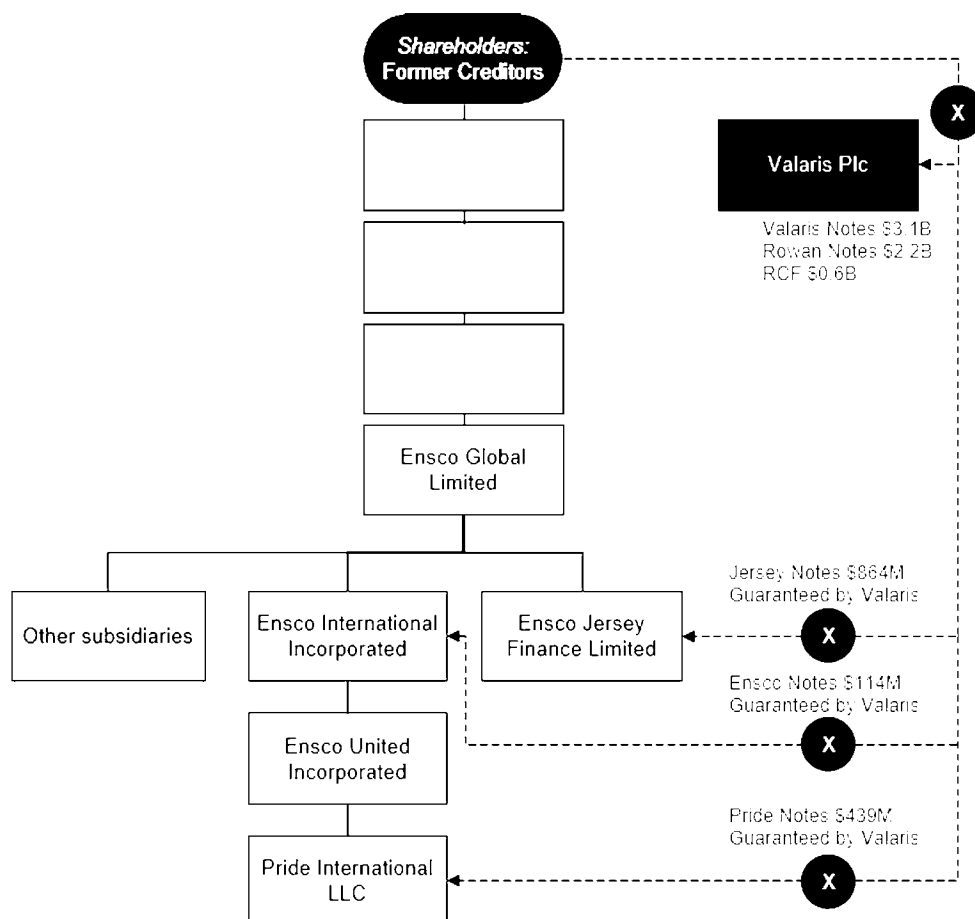 Shareholders:
Former Creditors
X
Valaris Plc
Valaris Notes $3.1B
Rowan Notes $2.2B
RCF $0.6B
Ensco Global
Limited
Jersey Notes $864M
Guaranteed by Valaris
Other subsidiaries
Ensco International
Incorporated
Ensco Jersey
Finance Limited
X
Ensco Notes $114M
Guaranteed by Valaris
Ensco United
Incorporated
X
Pride Notes $439M
Guaranteed by Valaris
Pride International
LLC
X